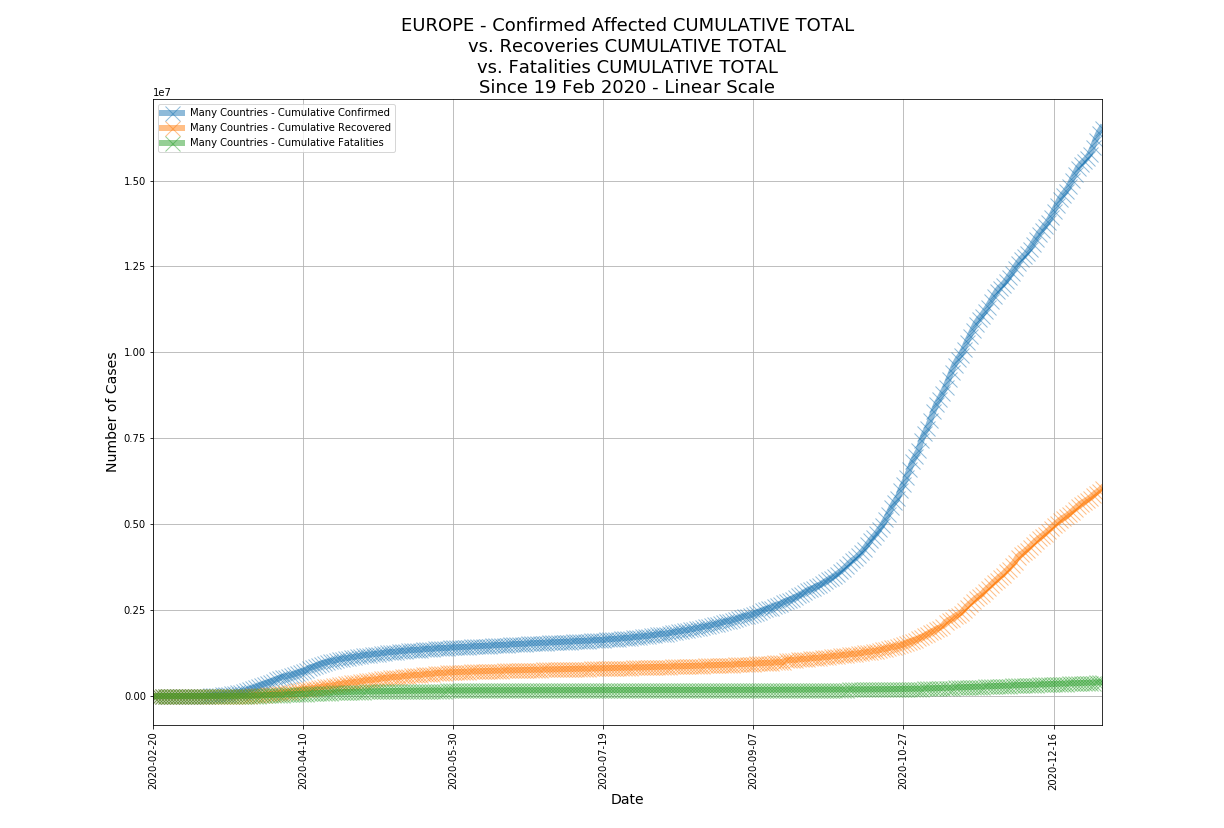 EUROPE - Confirmed Affected CUMULATIVE TOTAL
vs. Recoveries CUMULATIVE TOTAL
vs. Fatalities CUMULATIVE TOTAL
Since 19 Feb 2020 - Linear Scale
1e7
Many Countries - Cumulative Confirmed
Many Countries - Cumulative Recovered
Many Countries - Cumulative Fatalities
1.50
1.25
1.00
0.75
0.50
0.25
0.00
Number of Cases
2020-02-20
2020-04-10
2020-05-30
2020-07-19
2020-09-07
2020-10-27
2020-12-16
Date